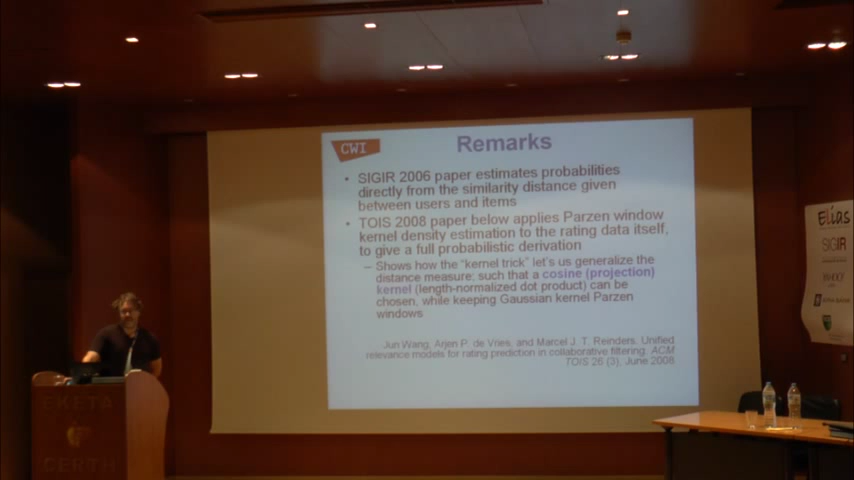 CWI
Remarks
• SIGIR 2006 paper estimates probabilities
directly from the similarity distance given
between users and items
• TOIS 2008 paper below applies Parzen window
kernel density estimation to the rating data itself,
to give a full probabilistic derivation
– Shows how the "kernel trick" let's us generalize the
distance measure; such that a cosine (projection)
kernel (length-normalized dot product) can be
chosen, while keeping Gaussian kernel Parzen
windows
Jun Wang, Arjen P. de Vries, and Marcel J. T. Reinders. Unified
relevance models for rating prediction in collaborative filtering. ACM
TOIS 26 (3), June 2008
Elias
SIGIR
YAHOO!
EKETA
CERTH